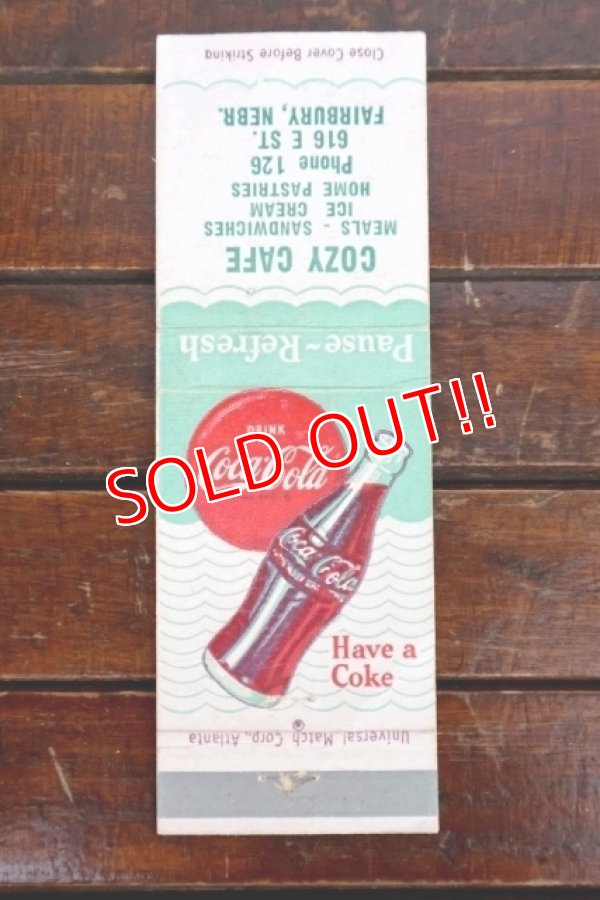 Close Cover Before Striking
COZY CAFE
MEALS - SANDWICHES
ICE CREAM
HOME PASTRIES
Phone 126
616 E ST.
FAIRBURY, NEBR.
Pause~Refresh
DRINK
Coca-Cola
SOLD OUT!!
Coca-Cola
Have a
Coke
Universal Match Corp., Atlanta